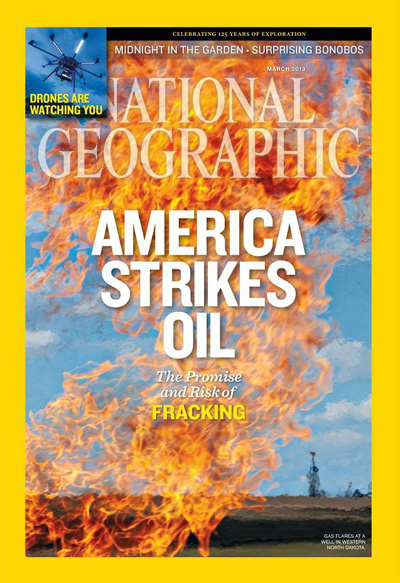 CELEBRATING 125 YEARS OF EXPLORATION
MIDNIGHT IN THE GARDEN • SURPRISING BONOBOS
MARCH 2013
DRONES ARE
WATCHING YOU
NATIONAL
GEOGRAPHIC
AMERICA
STRIKES
OIL
The Promise
and Risk of
FRACKING
GAS FLARES AT A
WELL IN WESTERN
NORTH DAKOTA.